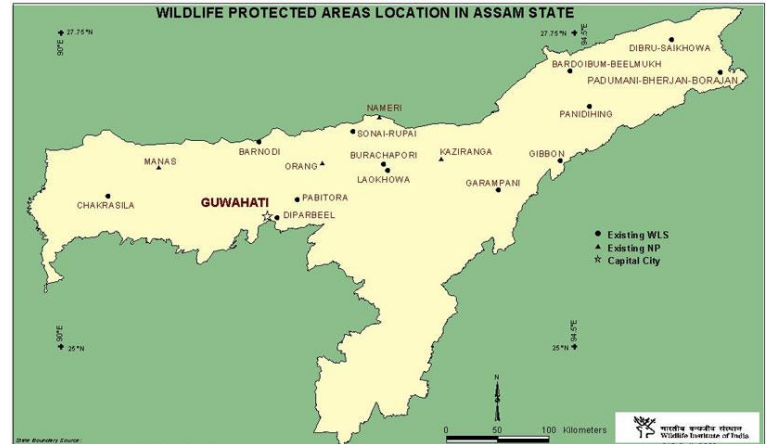 WILDLIFE PROTECTED AREAS LOCATION IN ASSAM STATE
90°E
27.75°N
27.75°N
94.5°E
DIBRU-SAIKHOWA
BARDOIBUM-BEELMUKH
PADUMANI-BHERJAN-BORAJAN
PANIDIHING
NAMERI
SONAI-RUPAI
BARNODI
MANAS
ORANG
BURACHAPORI
LAOKHOWA
KAZIRANGA
GIBBON
GARAMPANI
CHAKRASILA
GUWAHATI
PABITORA
DIPARBEEL
Existing WLS
Existing NP
Capital City
90°E
25°N
94.5°E
25°N
N
0 50 100 Kilometers
भारतीय वन्यजीव संस्थान
Wildlife Institute of India
State Boundary Source: